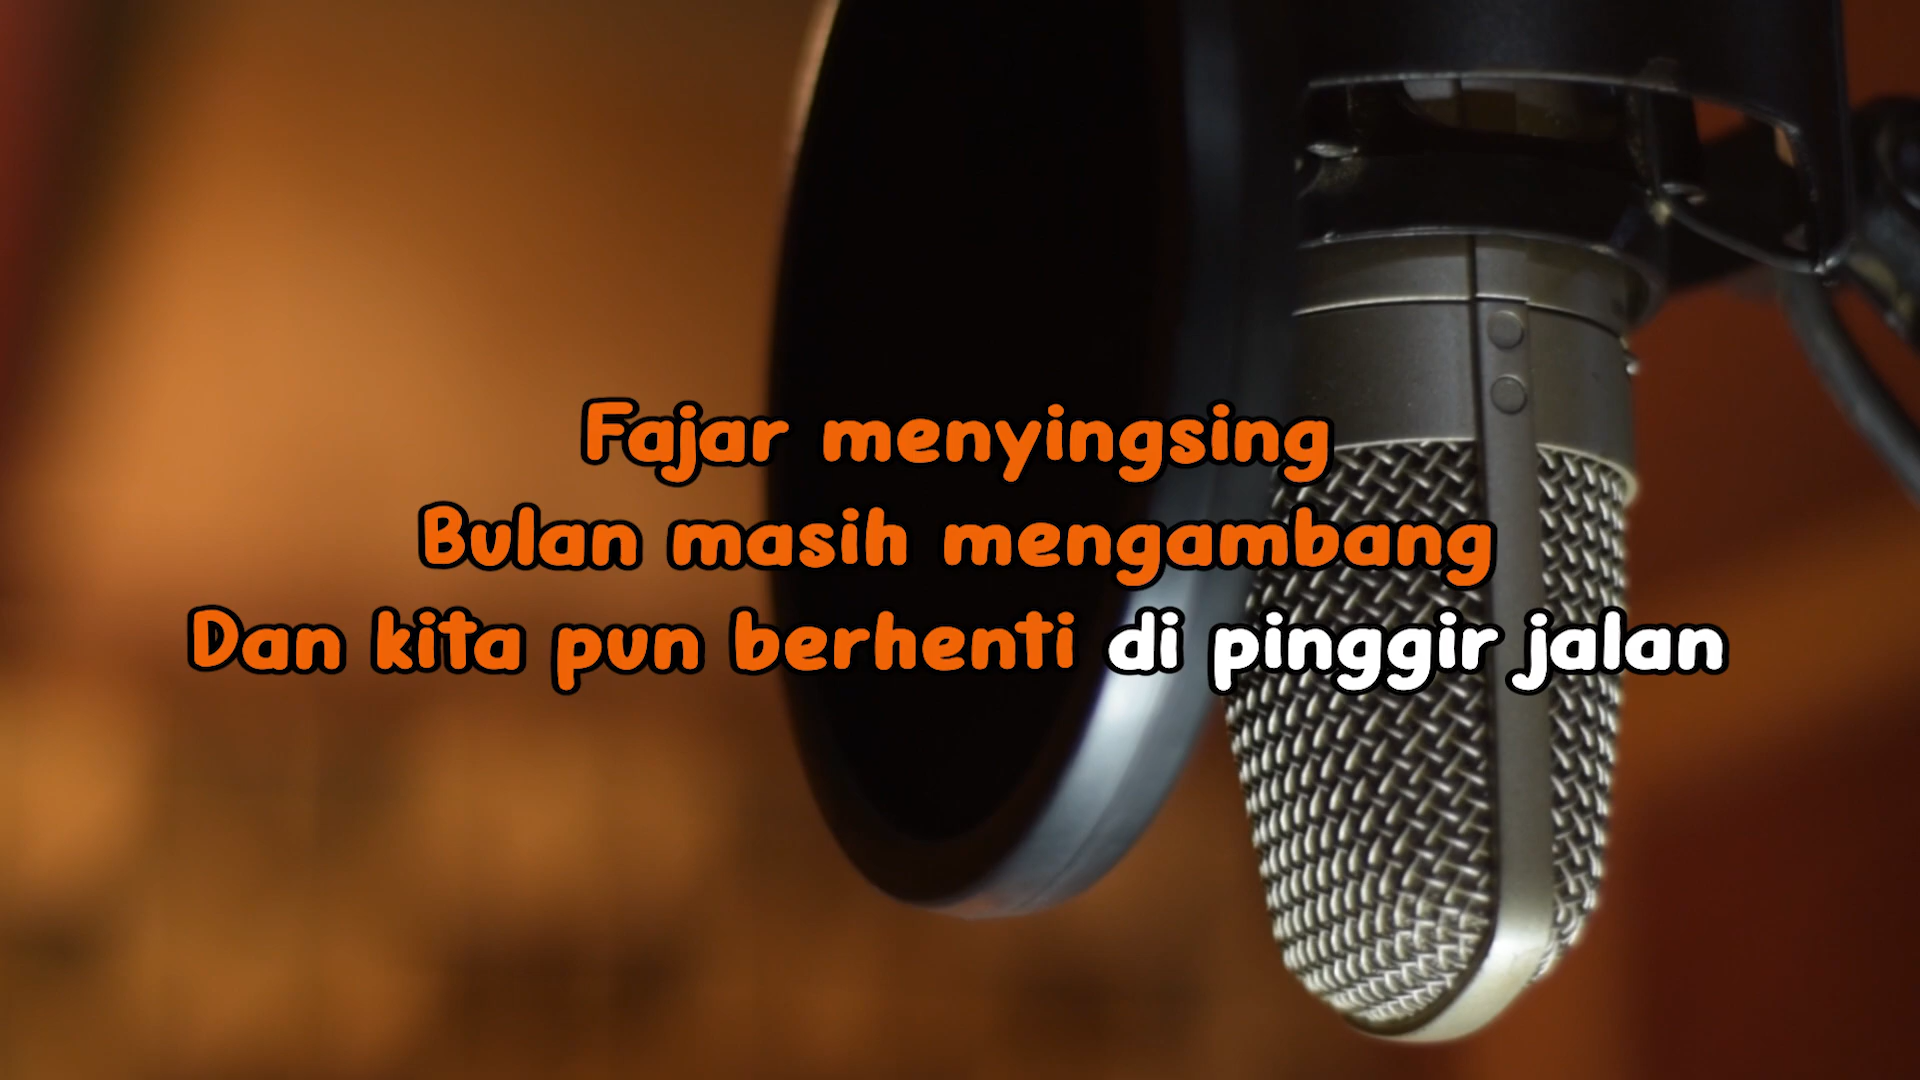 Fajar menyingsing
Bulan masih mengambang
Dan kita pun berhenti di pinggir jalan